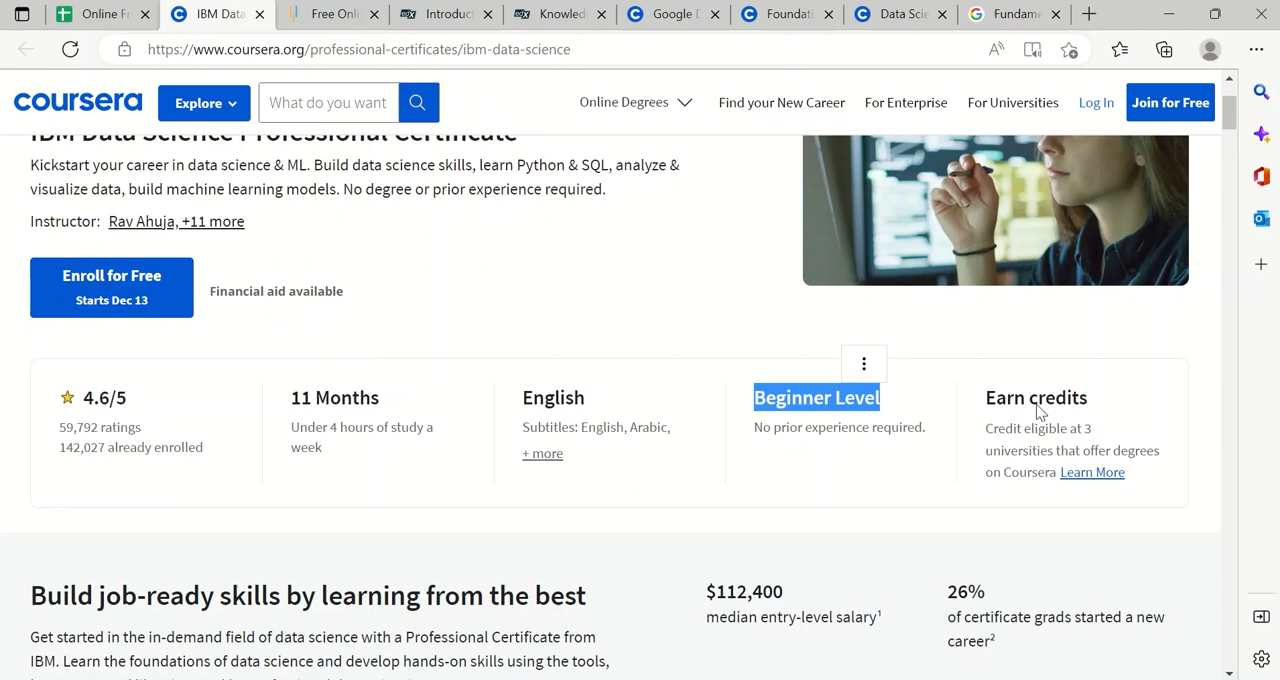 Online Fr
IBM Data
Free Onli
Introduct
Knowled
Google D
Foundati
Data Scie
Fundame
https://www.coursera.org/professional-certificates/ibm-data-science
coursera
Explore
What do you want
Online Degrees
Find your New Career
For Enterprise
For Universities
Log In
Join for Free
IBM Data Science Professional Certificate
Kickstart your career in data science & ML. Build data science skills, learn Python & SQL, analyze &
visualize data, build machine learning models. No degree or prior experience required.
Instructor: Rav Ahuja, +11 more
Enroll for Free
Starts Dec 13
Financial aid available
4.6/5
59,792 ratings
142,027 already enrolled
11 Months
Under 4 hours of study a
week
English
Subtitles: English, Arabic,
+ more
Beginner Level
No prior experience required.
Earn credits
Credit eligible at 3
universities that offer degrees
on Coursera Learn More
Build job-ready skills by learning from the best
Get started in the in-demand field of data science with a Professional Certificate from
IBM. Learn the foundations of data science and develop hands-on skills using the tools,
$112,400
median entry-level salary¹
26%
of certificate grads started a new
career²